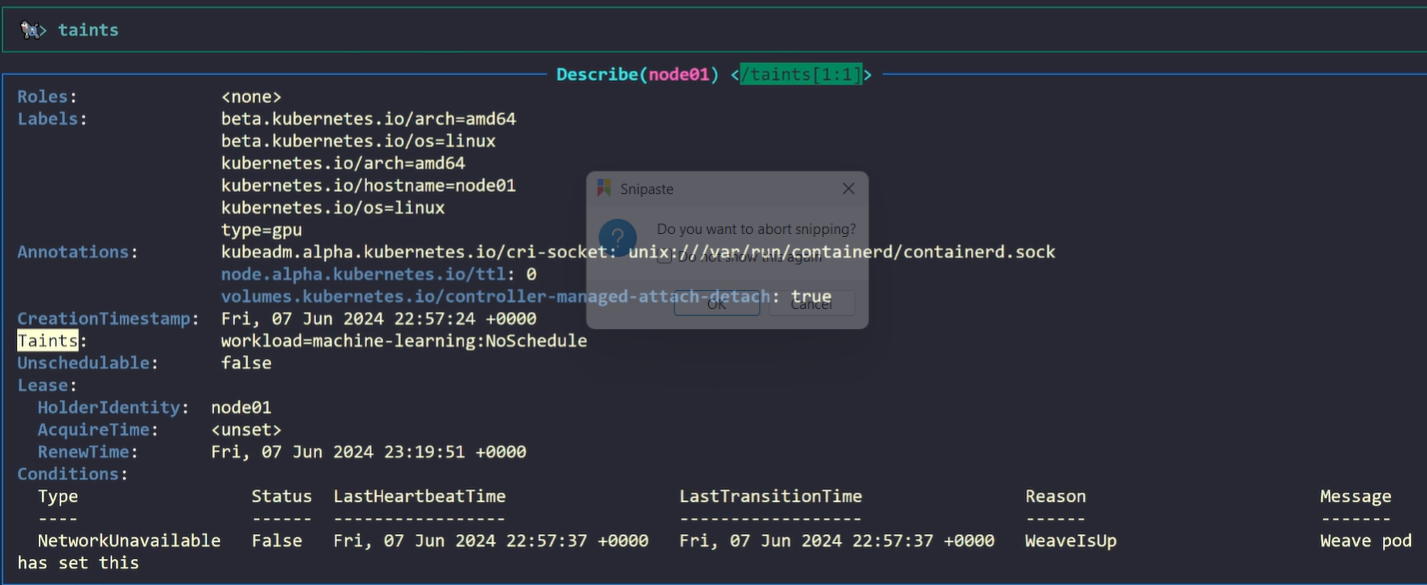 > taints
Describe(node01) </taints[1:1]>
Roles: <none>
Labels: beta.kubernetes.io/arch=amd64
beta.kubernetes.io/os=linux
kubernetes.io/arch=amd64
kubernetes.io/hostname=node01
kubernetes.io/os=linux
type=gpu
Annotations: kubeadm.alpha.kubernetes.io/cri-socket: unix:///var/run/containerd/containerd.sock
node.alpha.kubernetes.io/ttl: 0
volumes.kubernetes.io/controller-managed-attach-detach: true
CreationTimestamp: Fri, 07 Jun 2024 22:57:24 +0000
Taints: workload=machine-learning:NoSchedule
Unschedulable: false
Lease:
HolderIdentity: node01
AcquireTime: <unset>
RenewTime: Fri, 07 Jun 2024 23:19:51 +0000
Conditions:
Type Status LastHeartbeatTime LastTransitionTime Reason Message
---- ------ ----------------- ------------------ ------ -------
NetworkUnavailable False Fri, 07 Jun 2024 22:57:37 +0000 Fri, 07 Jun 2024 22:57:37 +0000 WeaveIsUp Weave pod
has set this
Snipaste
Do you want to abort snipping?
Do not show this again
OK Cancel